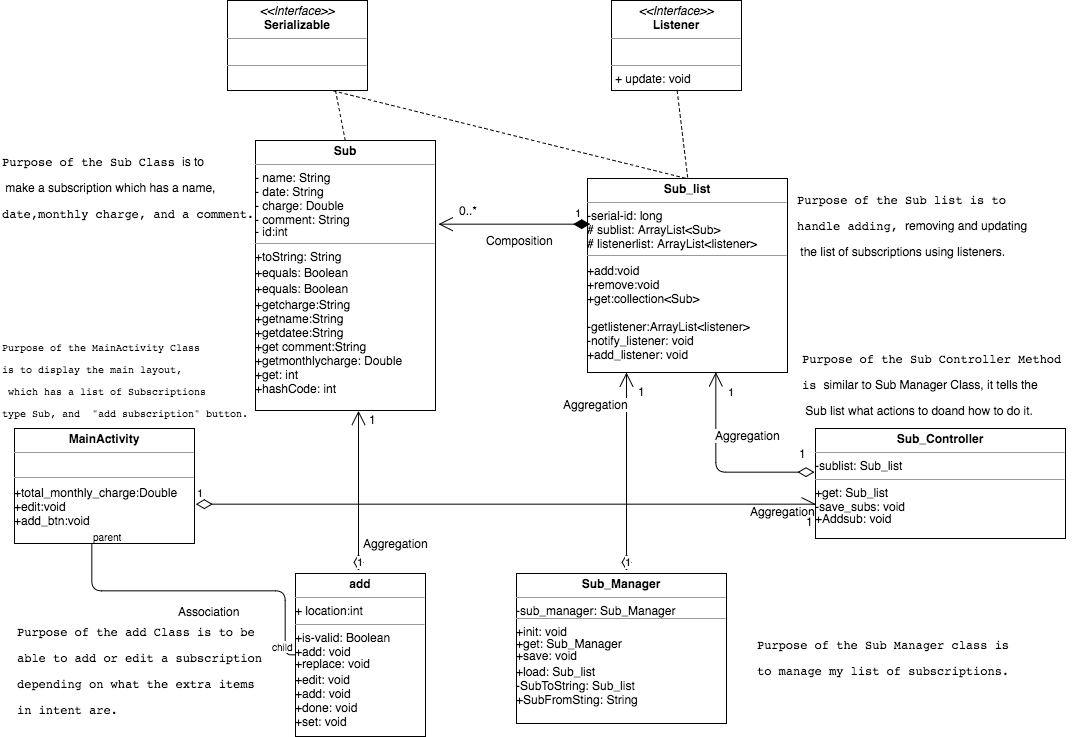 <<Interface>>
Serializable
<<Interface>>
Listener
+ update: void
Purpose of the Sub Class is to
make a subscription which has a name,
date,monthly charge, and a comment.
Sub
- name: String
- date: String
- charge: Double
- comment: String
- id:int
+toString: String
+equals: Boolean
+equals: Boolean
+getcharge:String
+getname:String
+getdatee:String
+get comment:String
+getmonthlycharge: Double
+get: int
+hashCode: int
0..*
1
Composition
Sub_list
-serial-id: long
# sublist: ArrayList<Sub>
# listenerlist: ArrayList<listener>
+add:void
+remove:void
+get:collection<Sub>
-getlistener:ArrayList<listener>
-notify_listener: void
+add_listener: void
Purpose of the Sub list is to
handle adding, removing and updating
the list of subscriptions using listeners.
Purpose of the MainActivity Class
is to display the main layout,
which has a list of Subscriptions
type Sub, and "add subscription" button.
Purpose of the Sub Controller Method
is similar to Sub Manager Class, it tells the
Sub list what actions to doand how to do it.
1
Aggregation
1
1
Aggregation
1
MainActivity
+total_monthly_charge:Double
+edit:void
+add_btn:void
parent
1
Sub_Controller
-sublist: Sub_list
+get: Sub_list
-save_subs: void
+Addsub: void
Aggregation
1
Aggregation
1
1
Association
child
Purpose of the add Class is to be
able to add or edit a subscription
depending on what the extra items
in intent are.
add
+ location:int
+is-valid: Boolean
+add: void
+replace: void
+edit: void
+add: void
+done: void
+set: void
Sub_Manager
-sub_manager: Sub_Manager
+init: void
+get: Sub_Manager
+save: void
+load: Sub_list
-SubToString: Sub_list
+SubFromSting: String
Purpose of the Sub Manager class is
to manage my list of subscriptions.